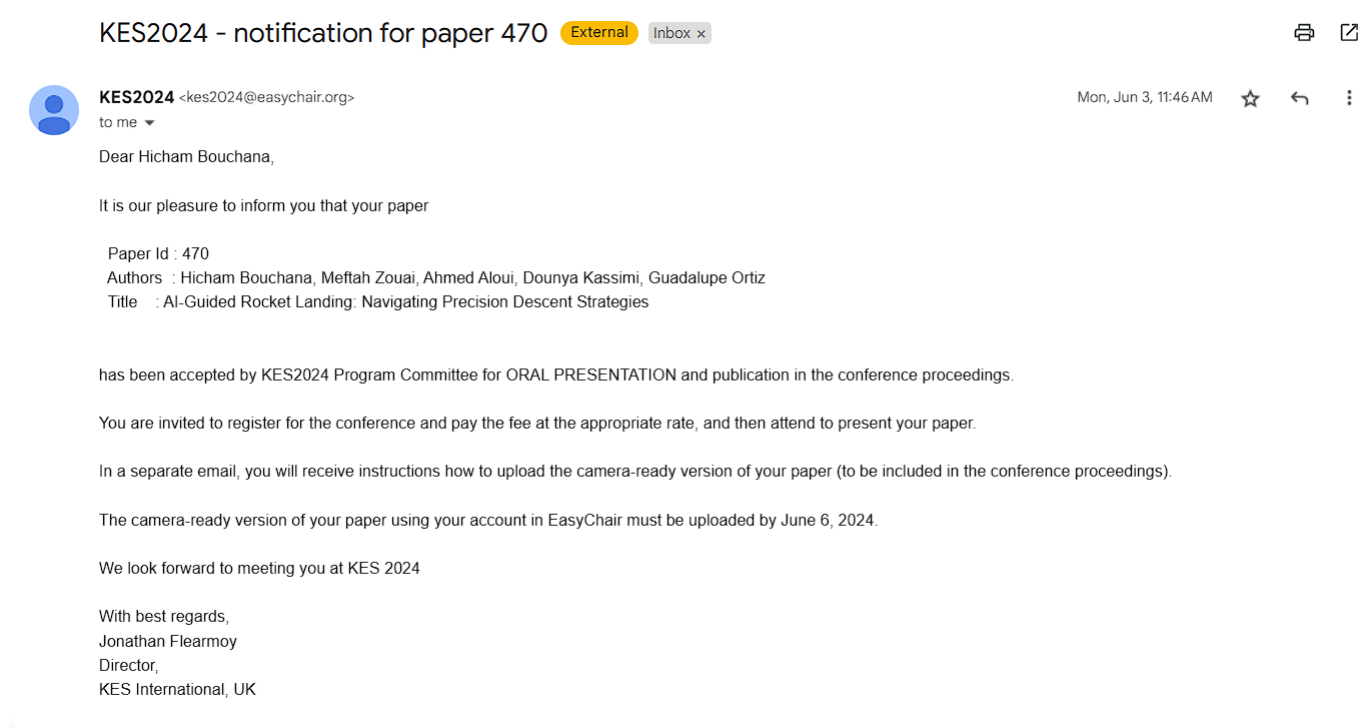 KES2024 - notification for paper 470 External Inbox ×
KES2024 <kes2024@easychair.org> Mon, Jun 3, 11:46 AM
to me
Dear Hicham Bouchana,
It is our pleasure to inform you that your paper
Paper Id : 470
Authors : Hicham Bouchana, Meftah Zouai, Ahmed Aloui, Dounya Kassimi, Guadalupe Ortiz
Title : AI-Guided Rocket Landing: Navigating Precision Descent Strategies
has been accepted by KES2024 Program Committee for ORAL PRESENTATION and publication in the conference proceedings.
You are invited to register for the conference and pay the fee at the appropriate rate, and then attend to present your paper.
In a separate email, you will receive instructions how to upload the camera-ready version of your paper (to be included in the conference proceedings).
The camera-ready version of your paper using your account in EasyChair must be uploaded by June 6, 2024.
We look forward to meeting you at KES 2024
With best regards,
Jonathan Flearmoy
Director,
KES International, UK